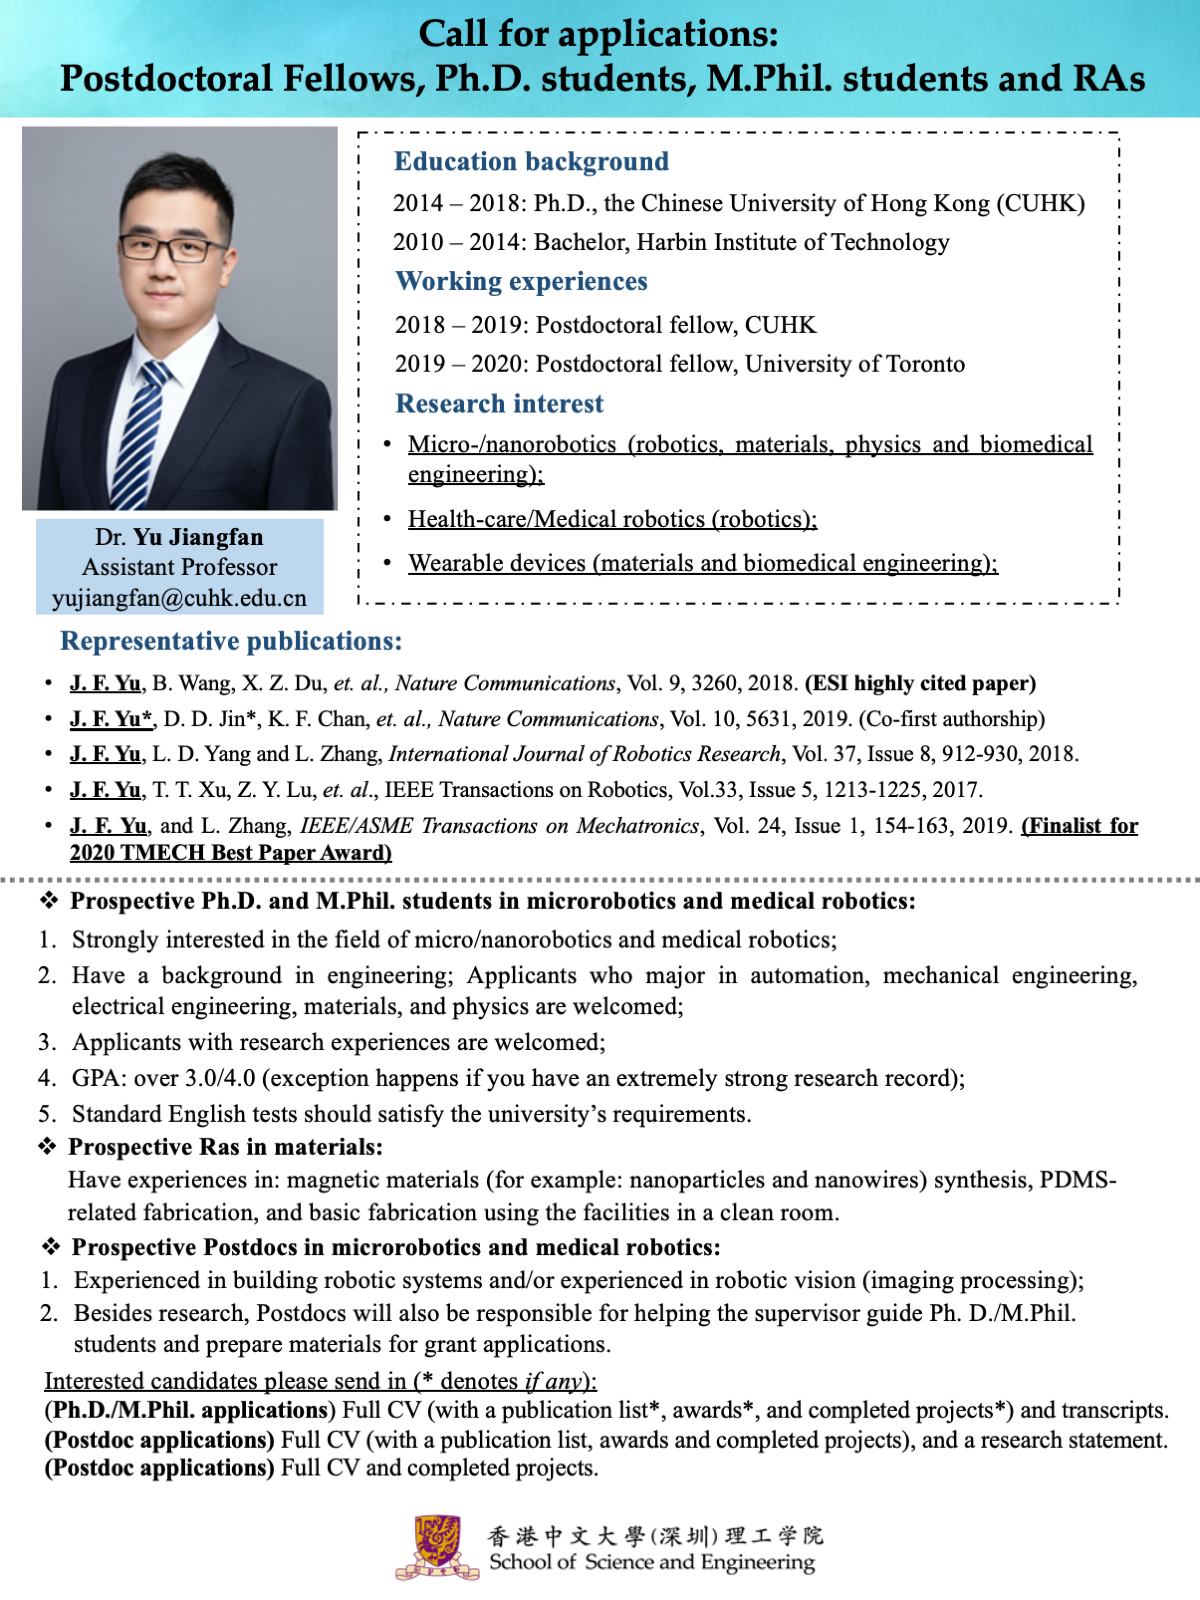 Call for applications:
Postdoctoral Fellows, Ph.D. students, M.Phil. students and RAs
Education background
2014 – 2018: Ph.D., the Chinese University of Hong Kong (CUHK)
2010 – 2014: Bachelor, Harbin Institute of Technology
Working experiences
2018 – 2019: Postdoctoral fellow, CUHK
2019 – 2020: Postdoctoral fellow, University of Toronto
Research interest
• Micro-/nanorobotics (robotics, materials, physics and biomedical
engineering);
• Health-care/Medical robotics (robotics);
• Wearable devices (materials and biomedical engineering);
Dr. Yu Jiangfan
Assistant Professor
yujiangfan@cuhk.edu.cn
Representative publications:
• J. F. Yu, B. Wang, X. Z. Du, et. al., Nature Communications, Vol. 9, 3260, 2018. (ESI highly cited paper)
• J. F. Yu*, D. D. Jin*, K. F. Chan, et. al., Nature Communications, Vol. 10, 5631, 2019. (Co-first authorship)
• J. F. Yu, L. D. Yang and L. Zhang, International Journal of Robotics Research, Vol. 37, Issue 8, 912-930, 2018.
• J. F. Yu, T. T. Xu, Z. Y. Lu, et. al., IEEE Transactions on Robotics, Vol.33, Issue 5, 1213-1225, 2017.
• J. F. Yu, and L. Zhang, IEEE/ASME Transactions on Mechatronics, Vol. 24, Issue 1, 154-163, 2019. (Finalist for
2020 TMECH Best Paper Award)
❖ Prospective Ph.D. and M.Phil. students in microrobotics and medical robotics:
1. Strongly interested in the field of micro/nanorobotics and medical robotics;
2. Have a background in engineering; Applicants who major in automation, mechanical engineering,
electrical engineering, materials, and physics are welcomed;
3. Applicants with research experiences are welcomed;
4. GPA: over 3.0/4.0 (exception happens if you have an extremely strong research record);
5. Standard English tests should satisfy the university’s requirements.
❖ Prospective Ras in materials:
Have experiences in: magnetic materials (for example: nanoparticles and nanowires) synthesis, PDMS-
related fabrication, and basic fabrication using the facilities in a clean room.
❖ Prospective Postdocs in microrobotics and medical robotics:
1. Experienced in building robotic systems and/or experienced in robotic vision (imaging processing);
2. Besides research, Postdocs will also be responsible for helping the supervisor guide Ph. D./M.Phil.
students and prepare materials for grant applications.
Interested candidates please send in (* denotes if any):
(Ph.D./M.Phil. applications) Full CV (with a publication list*, awards*, and completed projects*) and transcripts.
(Postdoc applications) Full CV (with a publication list, awards and completed projects), and a research statement.
(Postdoc applications) Full CV and completed projects.
香港中文大學(深圳)理工学院
School of Science and Engineering